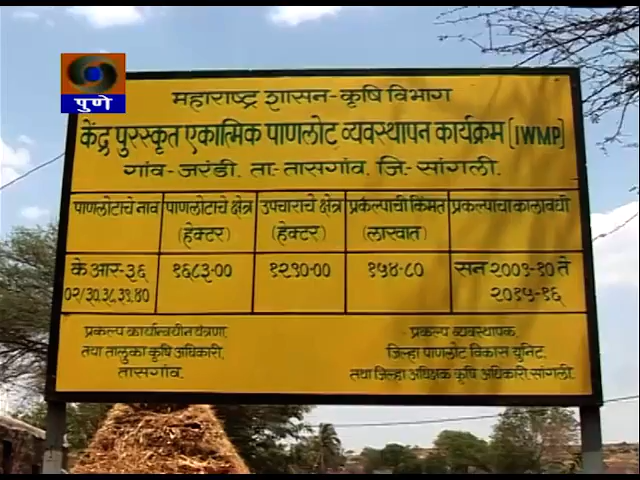 पुणे
महाराष्ट्र शासन-कृषि विभाग
केंद्र पुरस्कृत एकात्मिक पाणलोट व्यवस्थापन कार्यक्रम (IWMP)
गांव-जरंडी. ता-तासगांव. जि-सांगली.
पाणलोटाचे नाव पाणलोटाचे क्षेत्र (हेक्टर) उपचाराचे क्षेत्र (हेक्टर) प्रकल्पाची किंमत (लाखात) प्रकल्पाचा कालावधी
के आर-३६ ०२/३०,३८,३९,४० १६८३-०० १२९०-०० १५४-८० सन २००९-१० ते २०१५-१६
प्रकल्प कार्यान्वयीन यंत्रणा
तथा तालुका कृषि अधिकारी.
तासगांव.
प्रकल्प व्यवस्थापक.
जिल्हा पाणलोट विकास युनिट.
तथा जिल्हा अधिक्षक कृषि अधिकारी.सांगली.